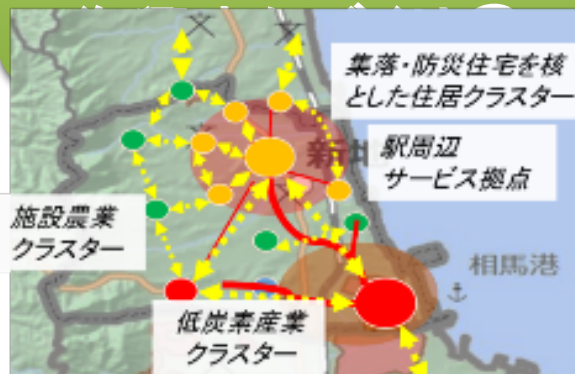 集落・防災住宅を核
とした住居クラスター
駅周辺
サービス拠点
新地
施設農業
クラスター
相馬港
低炭素産業
クラスター